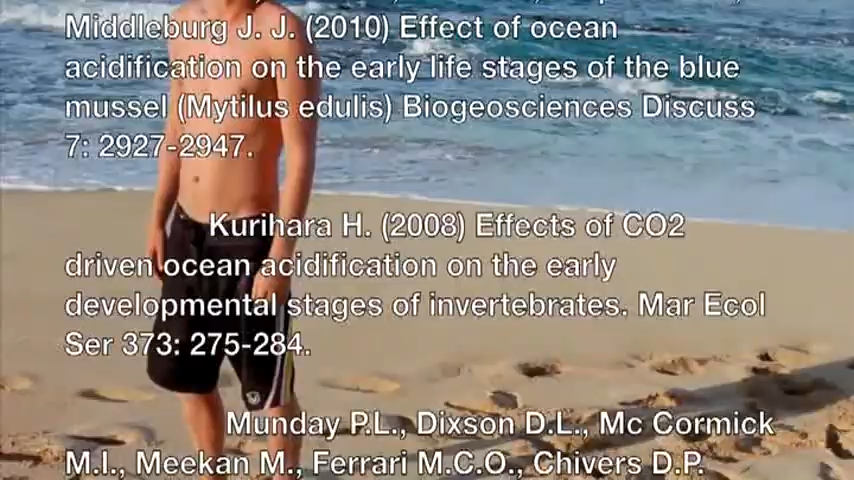 Middleburg J. J. (2010) Effect of ocean
acidification on the early life stages of the blue
mussel (Mytilus edulis) Biogeosciences Discuss
7: 2927-2947.
Kurihara H. (2008) Effects of CO2
driven ocean acidification on the early
developmental stages of invertebrates. Mar Ecol
Ser 373: 275-284.
Munday P.L., Dixson D.L., Mc Cormick
M.I., Meekan M., Ferrari M.C.O., Chivers D.P.